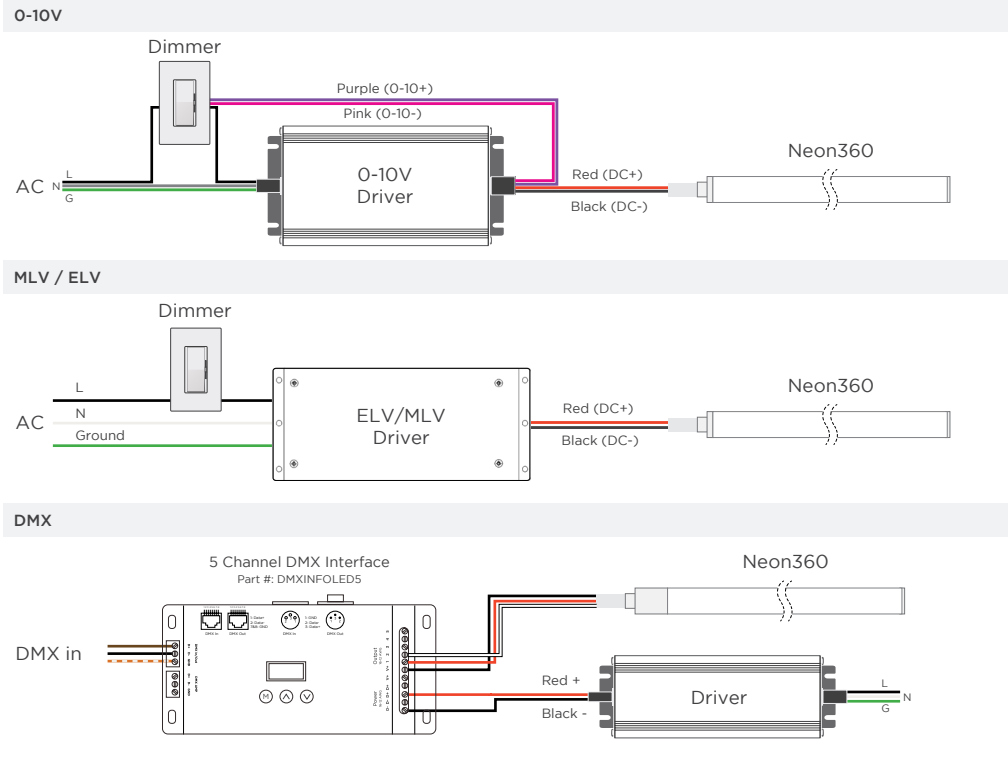 0-10V
Dimmer
Purple (0-10+)
Pink (0-10-)
AC
L
N
G
0-10V
Driver
Red (DC+)
Black (DC-)
Neon360
MLV / ELV
Dimmer
AC
L
N
Ground
ELV/MLV
Driver
Red (DC+)
Black (DC-)
Neon360
DMX
5 Channel DMX Interface
Part #: DMXINFOLED5
Neon360
DMX in
DMX In
DMX Out
DMX In
1-GND
DMX Out
Output
Power
M
Red +
Black -
Driver
L
N
G